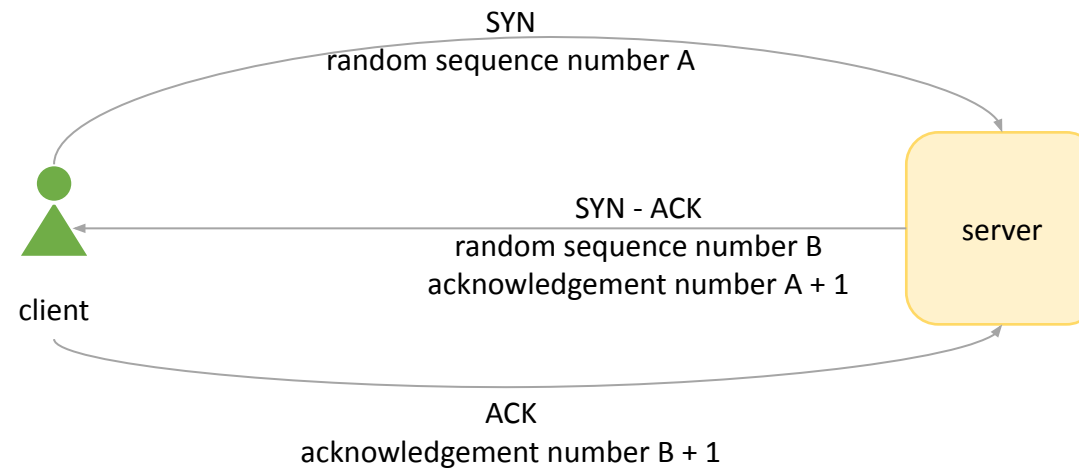 SYN
random sequence number A
SYN - ACK
random sequence number B
acknowledgement number A + 1
server
client
ACK
acknowledgement number B + 1